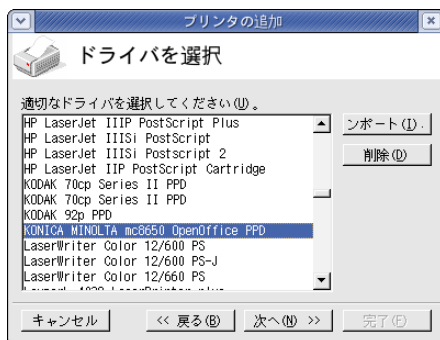 プリンタの追加
ドライバを選択
適切なドライバを選択してください(U)。
HP LaserJet IIIP PostScript Plus
HP LaserJet IIISi PostScript
HP LaserJet IIISi Postscript 2
HP LaserJet IIP PostScript Cartridge
KODAK 70cp Series II PPD
KODAK 70cp Series II PPD
KODAK 92p PPD
KONICA MINOLTA mc8650 OpenOffice PPD
LaserWriter Color 12/600 PS
LaserWriter Color 12/600 PS-J
LaserWriter Color 12/660 PS
ンポート(I).
削除(D)
キャンセル
<< 戻る(B)
次へ(N) >>
完了(F)